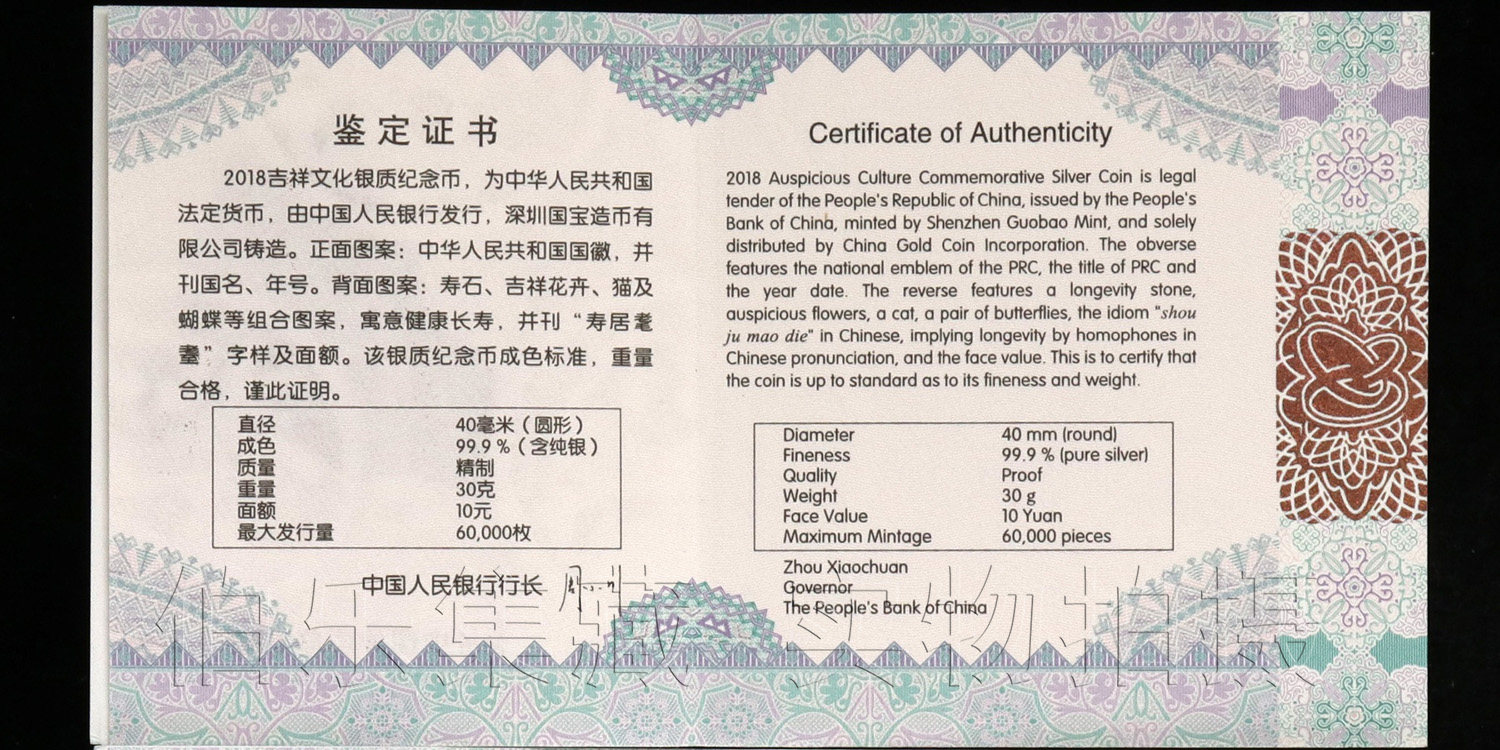 鉴定证书
2018吉祥文化银质纪念币，为中华人民共和国
法定货币，由中国人民银行发行，深圳国宝造币有
限公司铸造。正面图案：中华人民共和国国徽，并
刊国名、年号。背面图案：寿石、吉祥花卉、猫及
蝴蝶等组合图案，寓意健康长寿，并刊“寿居耄
耋”字样及面额。该银质纪念币成色标准，重量
合格，谨此证明。
直径 40毫米（圆形）
成色 99.9％（含纯银）
质量 精制
重量 30克
面额 10元
最大发行量 60,000枚
中国人民银行行长
Certificate of Authenticity
2018 Auspicious Culture Commemorative Silver Coin is legal
tender of the People's Republic of China, issued by the People's
Bank of China, minted by Shenzhen Guobao Mint, and solely
distributed by China Gold Coin Incorporation. The obverse
features the national emblem of the PRC, the title of PRC and
the year date. The reverse features a longevity stone,
auspicious flowers, a cat, a pair of butterflies, the idiom "shou
ju mao die" in Chinese, implying longevity by homophones in
Chinese pronunciation, and the face value. This is to certify that
the coin is up to standard as to its fineness and weight.
Diameter 40 mm (round)
Fineness 99.9 % (pure silver)
Quality Proof
Weight 30 g
Face Value 10 Yuan
Maximum Mintage 60,000 pieces
Zhou Xiaochuan
Governor
The People's Bank of China
伯乐集藏 实物拍摄